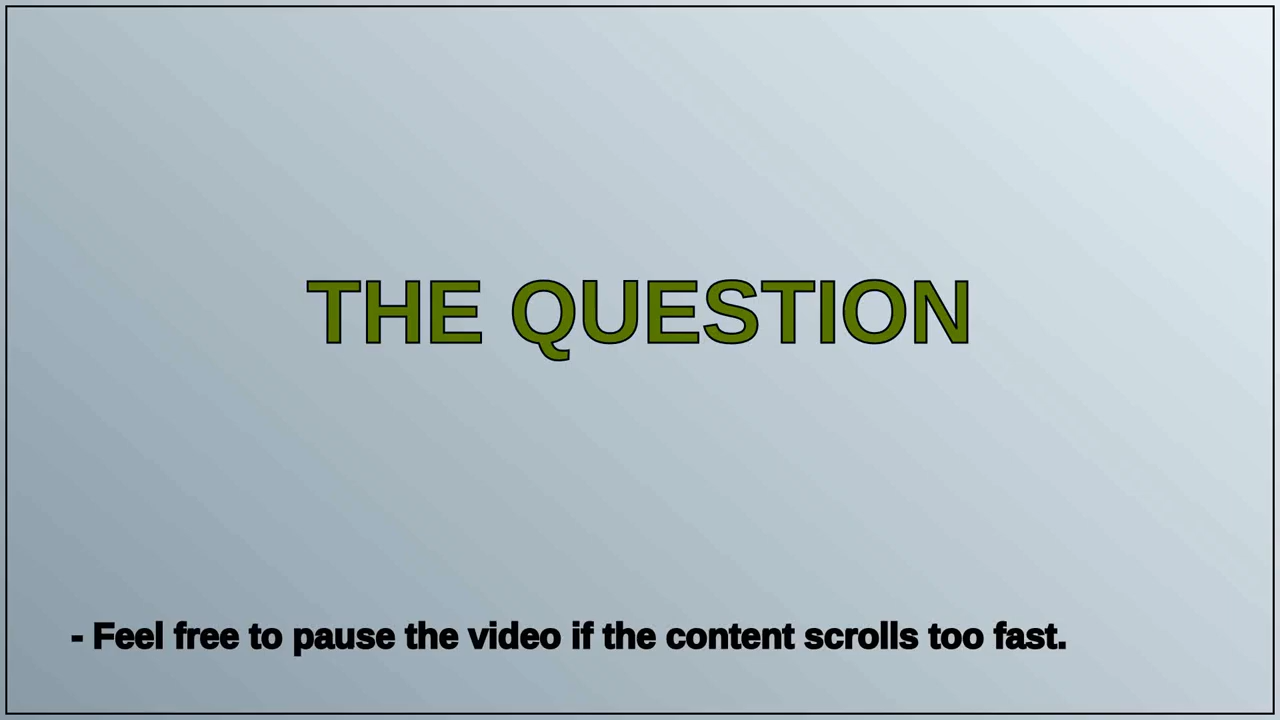 THE QUESTION
- Feel free to pause the video if the content scrolls too fast.